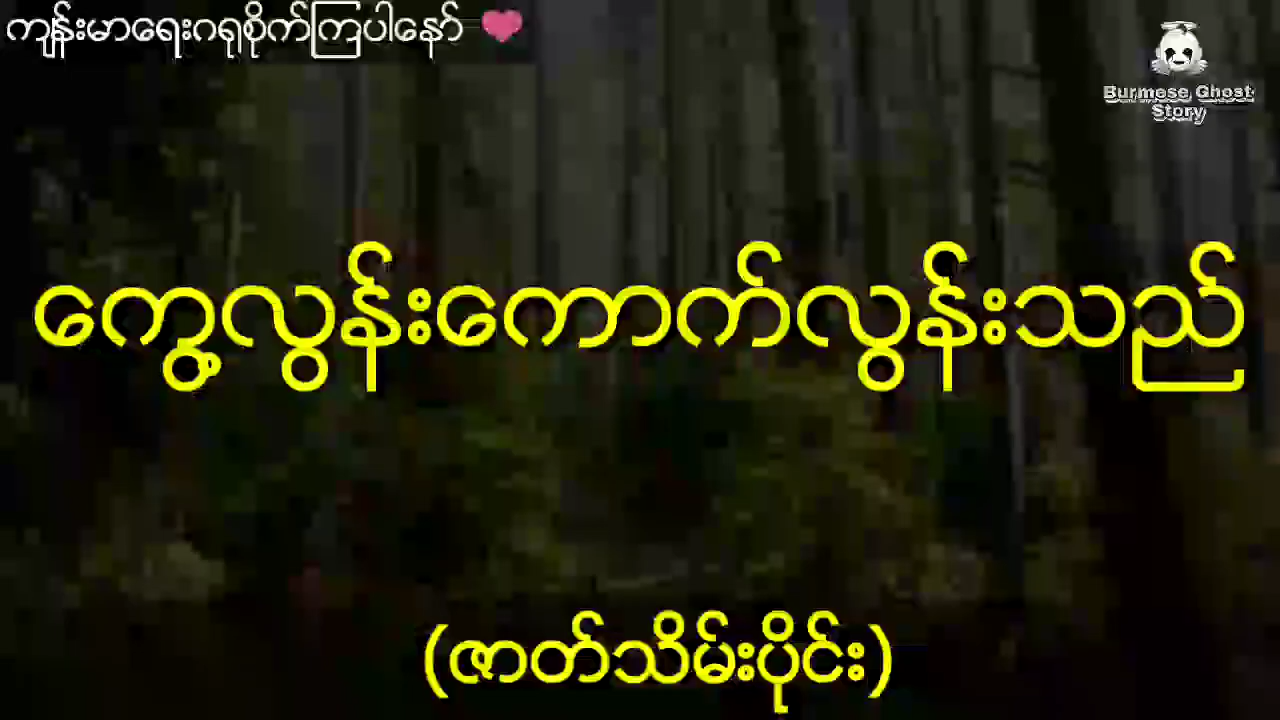 ကျန်းမာရေးဂရုစိုက်ကြပါနော် ❤
Burmese Ghost
Story
ကွေ့လွန်းကောက်လွန်းသည်
(ဇာတ်သိမ်းပိုင်း)